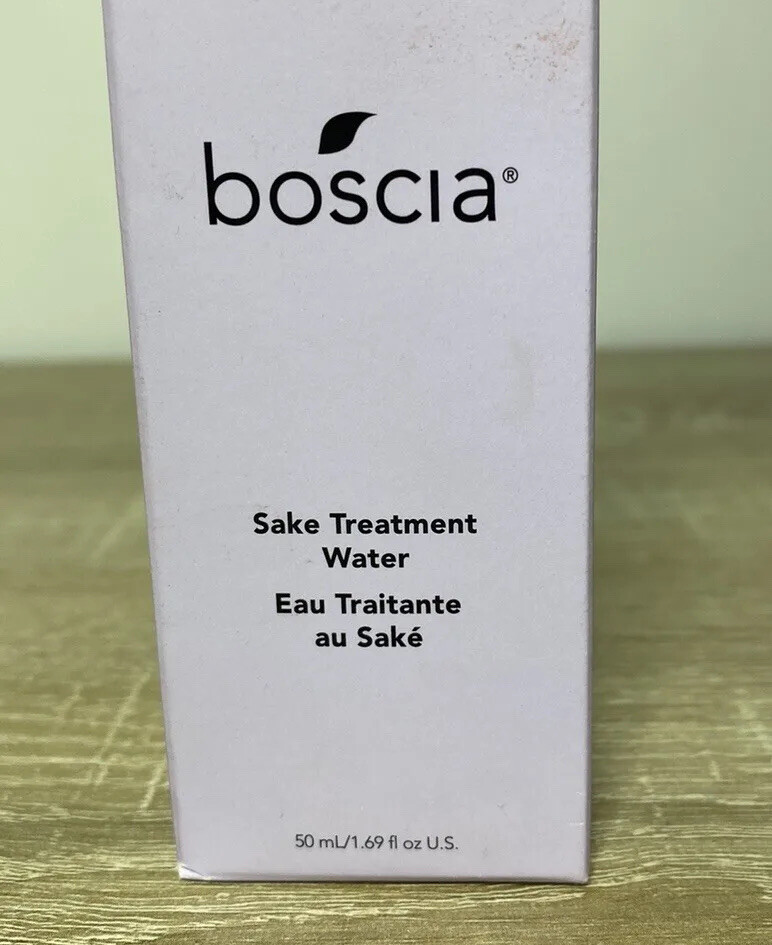 boscia®
Sake Treatment
Water
Eau Traitante
au Saké
50 mL/1.69 fl oz U.S.